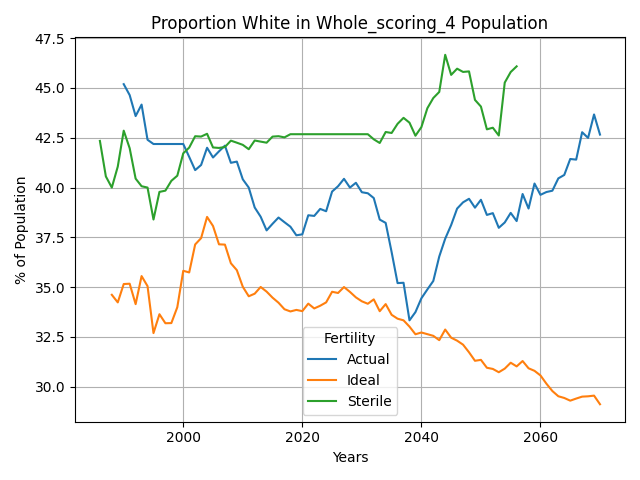 Proportion White in Whole_scoring_4 Population
% of Population
47.5
45.0
42.5
40.0
37.5
35.0
32.5
30.0
Fertility
Actual
Ideal
Sterile
2000
2020
2040
2060
Years